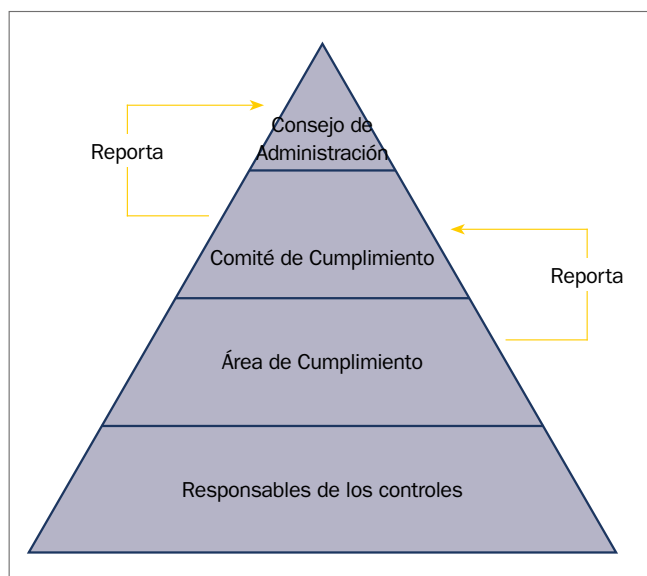 Consejo de
Administración
Reporta
Comité de Cumplimiento
Reporta
Área de Cumplimiento
Responsables de los controles